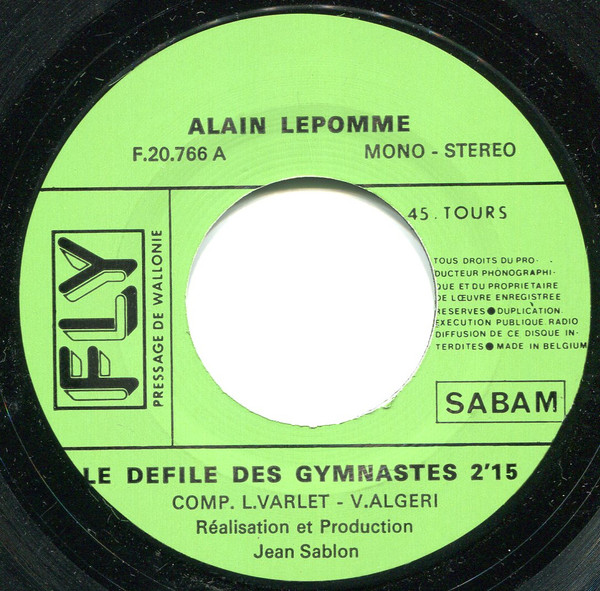 ALAIN LEPOMME
F.20.766 A
MONO - STEREO
45. TOURS
FLY
PRESSAGE DE WALLONIE
TOUS DROITS DU PRO-
DUCTEUR PHONOGRAPHI-
QUE ET DU PROPRIETAIRE
DE LŒUVRE ENREGISTREE
RESERVES●DUPLICATION.
EXECUTION PUBLIQUE RADIO
DIFFUSION DE CE DISQUE IN-
TERDITES●MADE IN BELGIUM
SABAM
LE DEFILE DES GYMNASTES 2'15
COMP. L.VARLET - V.ALGERI
Réalisation et Production
Jean Sablon